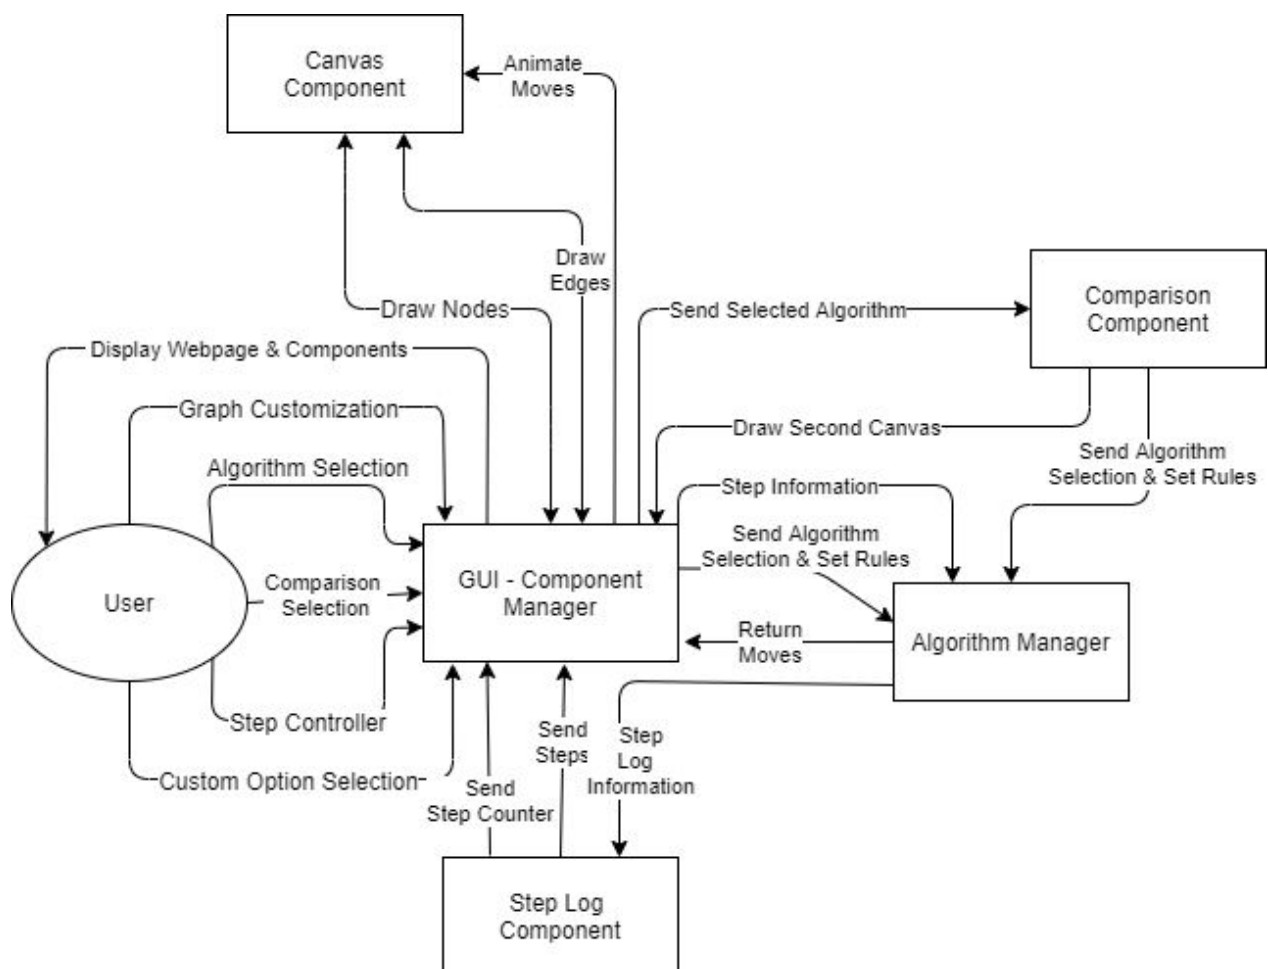 Canvas
Component
Animate
Moves
Draw
Edges
Draw Nodes
Send Selected Algorithm
Comparison
Component
Display Webpage & Components
Graph Customization
Draw Second Canvas
Algorithm Selection
Send Algorithm
Selection & Set Rules
Step Information
Send Algorithm
Selection & Set Rules
User
Comparison
Selection
GUI - Component
Manager
Return
Moves
Algorithm Manager
Step Controller
Send
Steps
Step
Log
Information
Custom Option Selection
Send
Step Counter
Step Log
Component